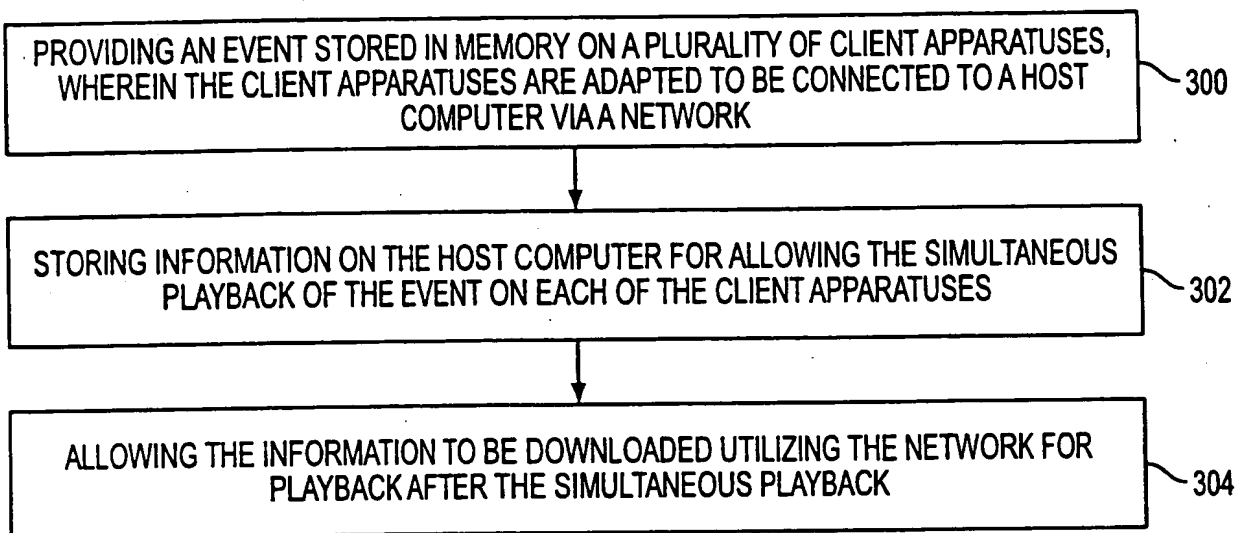 PROVIDING AN EVENT STORED IN MEMORY ON A PLURALITY OF CLIENT APPARATUSES,
WHEREIN THE CLIENT APPARATUSES ARE ADAPTED TO BE CONNECTED TO A HOST
COMPUTER VIA A NETWORK
300
STORING INFORMATION ON THE HOST COMPUTER FOR ALLOWING THE SIMULTANEOUS
PLAYBACK OF THE EVENT ON EACH OF THE CLIENT APPARATUSES
302
ALLOWING THE INFORMATION TO BE DOWNLOADED UTILIZING THE NETWORK FOR
PLAYBACK AFTER THE SIMULTANEOUS PLAYBACK
304